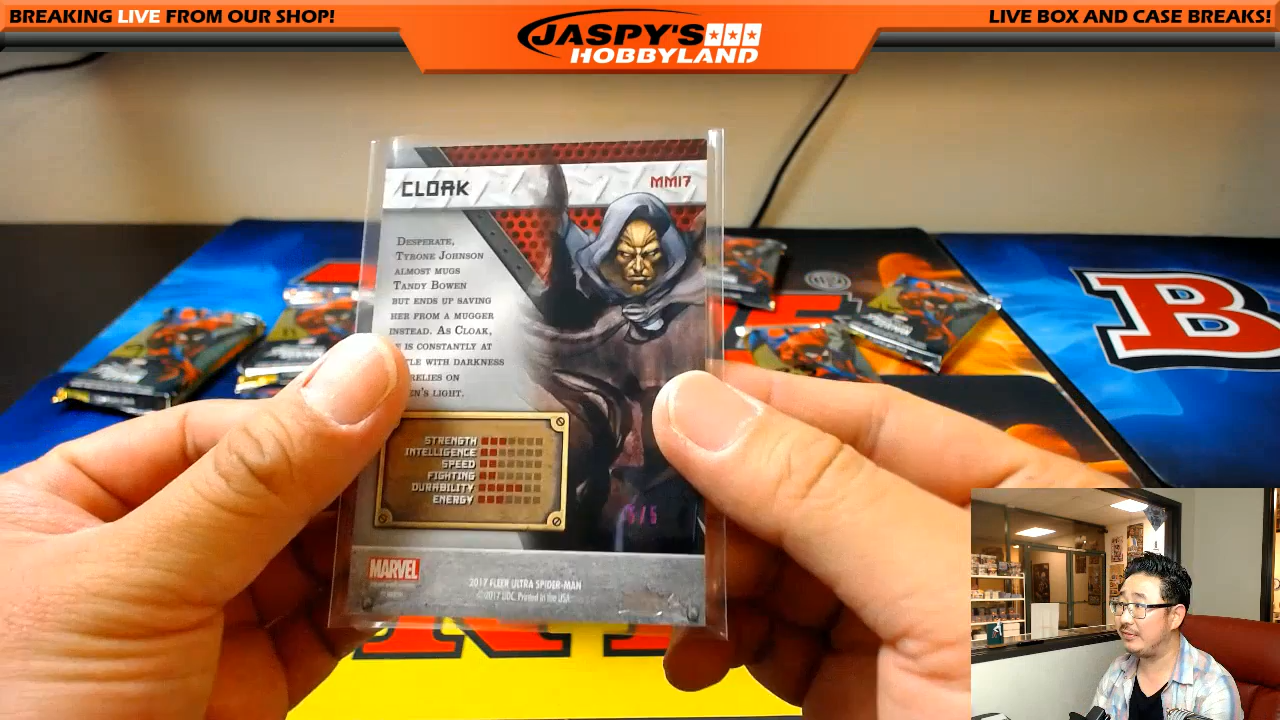 BREAKING LIVE FROM OUR SHOP!
JASPY'S
HOBBYLAND
LIVE BOX AND CASE BREAKS!
CLOAK
MM17
DESPERATE,
TYRONE JOHNSON
ALMOST MUGS
TANDY BOWEN
BUT ENDS UP SAVING
HER FROM A MUGGER
INSTEAD. AS CLOAK,
IS CONSTANTLY AT
WITH DARKNESS
RELIES ON
LIGHT.
STRENGTH
INTELLIGENCE
SPEED
FIGHTING
DURABILITY
ENERGY
5/5
MARVEL
2017 FLEER ULTRA SPIDER-MAN
©2017 UDC. Printed in the USA
B